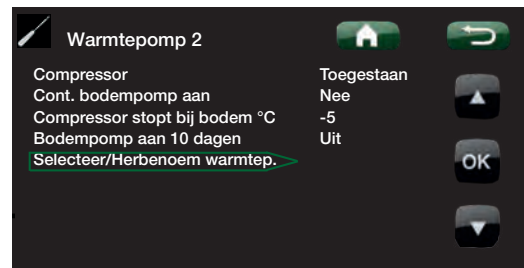 Warmtepomp 2
Compressor Toegestaan
Cont. bodempomp aan Nee
Compressor stopt bij bodem °C -5
Bodempomp aan 10 dagen Uit
Selecteer/Herbenoem warmtep.
OK